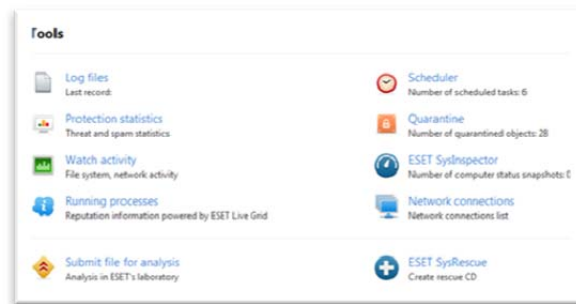 Tools
Log files
Last record:
Protection statistics
Threat and spam statistics
Watch activity
File system, network activity
Running processes
Reputation information powered by ESET Live Grid
Submit file for analysis
Analysis in ESET's laboratory
Scheduler
Number of scheduled tasks: 6
Quarantine
Number of quarantined objects: 28
ESET SysInspector
Number of computer status snapshots:
Network connections
Network connections list
ESET SysRescue
Create rescue CD